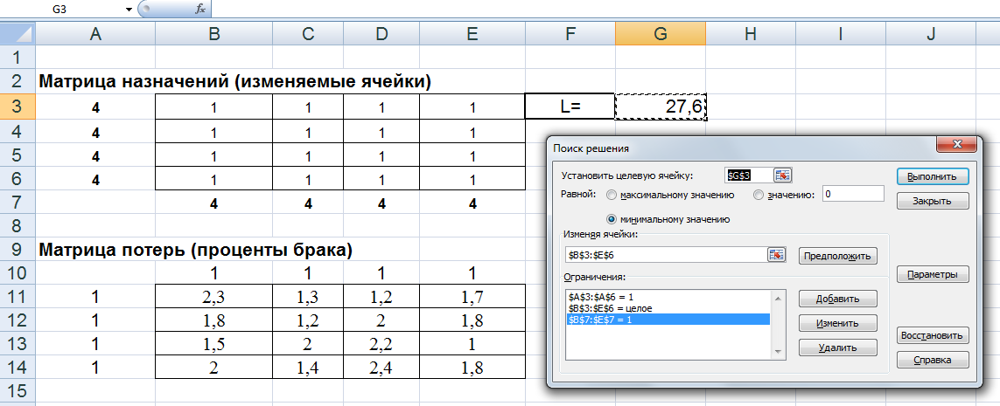 G3 fx
A B C D E F G H I J
1
2 Матрица назначений (изменяемые ячейки)
3 4 1 1 1 1 L= 27,6
4 4 1 1 1 1
5 4 1 1 1 1
6 4 1 1 1 1
7 4 4 4 4
8
9 Матрица потерь (проценты брака)
10 1 1 1 1
11 1 2,3 1,3 1,2 1,7
12 1 1,8 1,2 2 1,8
13 1 1,5 2 2,2 1
14 1 2 1,4 2,4 1,8
15
Поиск решения
Установить целевую ячейку: $G$3 Выполнить
Равной: максимальному значению значению: 0 Закрыть
минимальному значению
Изменяя ячейки:
$B$3:$E$6 Предположить
Ограничения: Параметры
$A$3:$A$6 = 1 Добавить
$B$3:$E$6 = целое
$B$7:$E$7 = 1 Изменить
Восстановить
Удалить
Справка